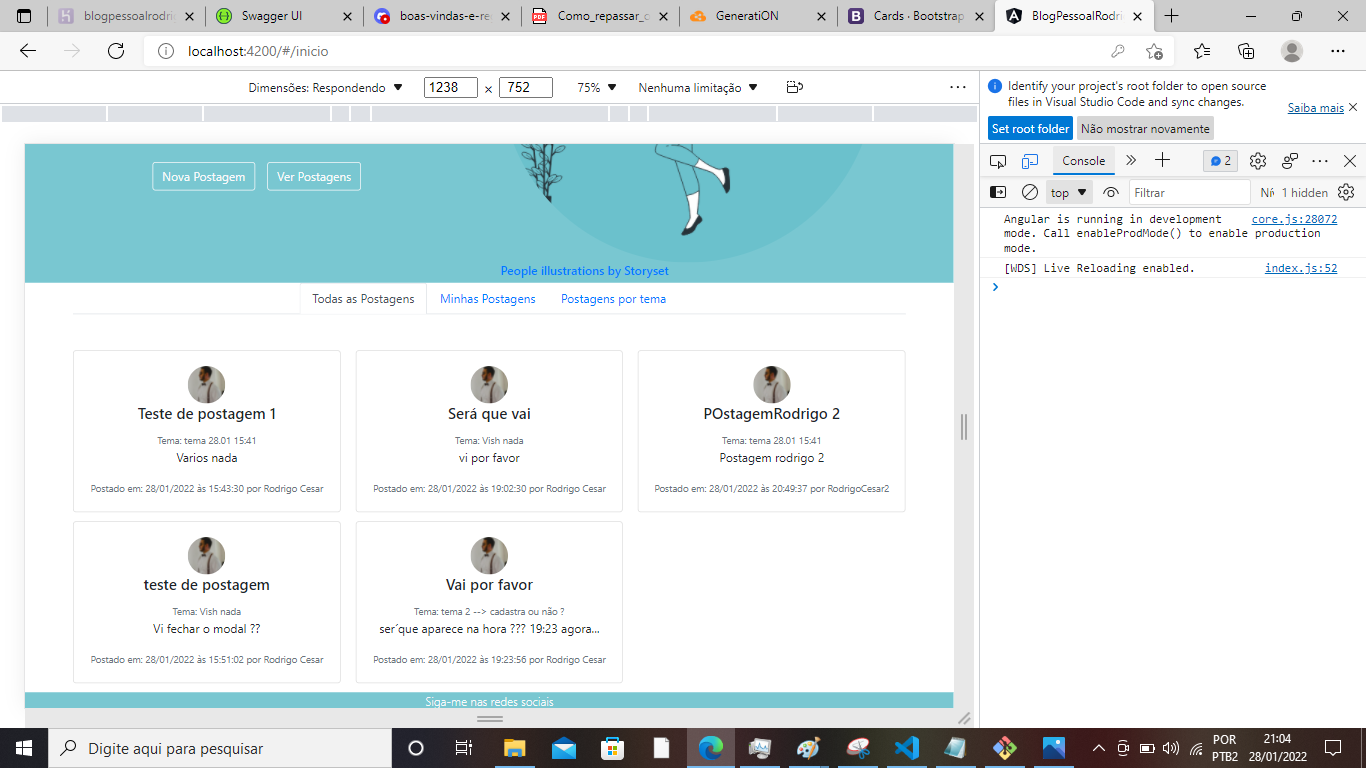 blogpessoalrodri
Swagger UI
boas-vindas-e-re
Como_repassar_c
GeneratiON
Cards · Bootstrap
BlogPessoalRodri
localhost:4200/#/inicio
Dimensões: Respondendo 1238 × 752 75% Nenhuma limitação
Identify your project's root folder to open source
files in Visual Studio Code and sync changes.
Saiba mais
Set root folder Não mostrar novamente
Console 2
top Filtrar 1 hidden
Angular is running in development core.js:28072
mode. Call enableProdMode() to enable production
mode.
[WDS] Live Reloading enabled. index.js:52
Nova Postagem Ver Postagens
People illustrations by Storyset
Todas as Postagens Minhas Postagens Postagens por tema
Teste de postagem 1
Tema: tema 28.01 15:41
Varios nada
Postado em: 28/01/2022 às 15:43:30 por Rodrigo Cesar
Será que vai
Tema: Vish nada
vi por favor
Postado em: 28/01/2022 às 19:02:30 por Rodrigo Cesar
POstagemRodrigo 2
Tema: tema 28.01 15:41
Postagem rodrigo 2
Postado em: 28/01/2022 às 20:49:37 por RodrigoCesar2
teste de postagem
Tema: Vish nada
Vi fechar o modal ??
Postado em: 28/01/2022 às 15:51:02 por Rodrigo Cesar
Vai por favor
Tema: tema 2 --> cadastra ou não ?
ser´que aparece na hora ??? 19:23 agora...
Postado em: 28/01/2022 às 19:23:56 por Rodrigo Cesar
Siga-me nas redes sociais
Digite aqui para pesquisar
POR
PTB2
21:04
28/01/2022